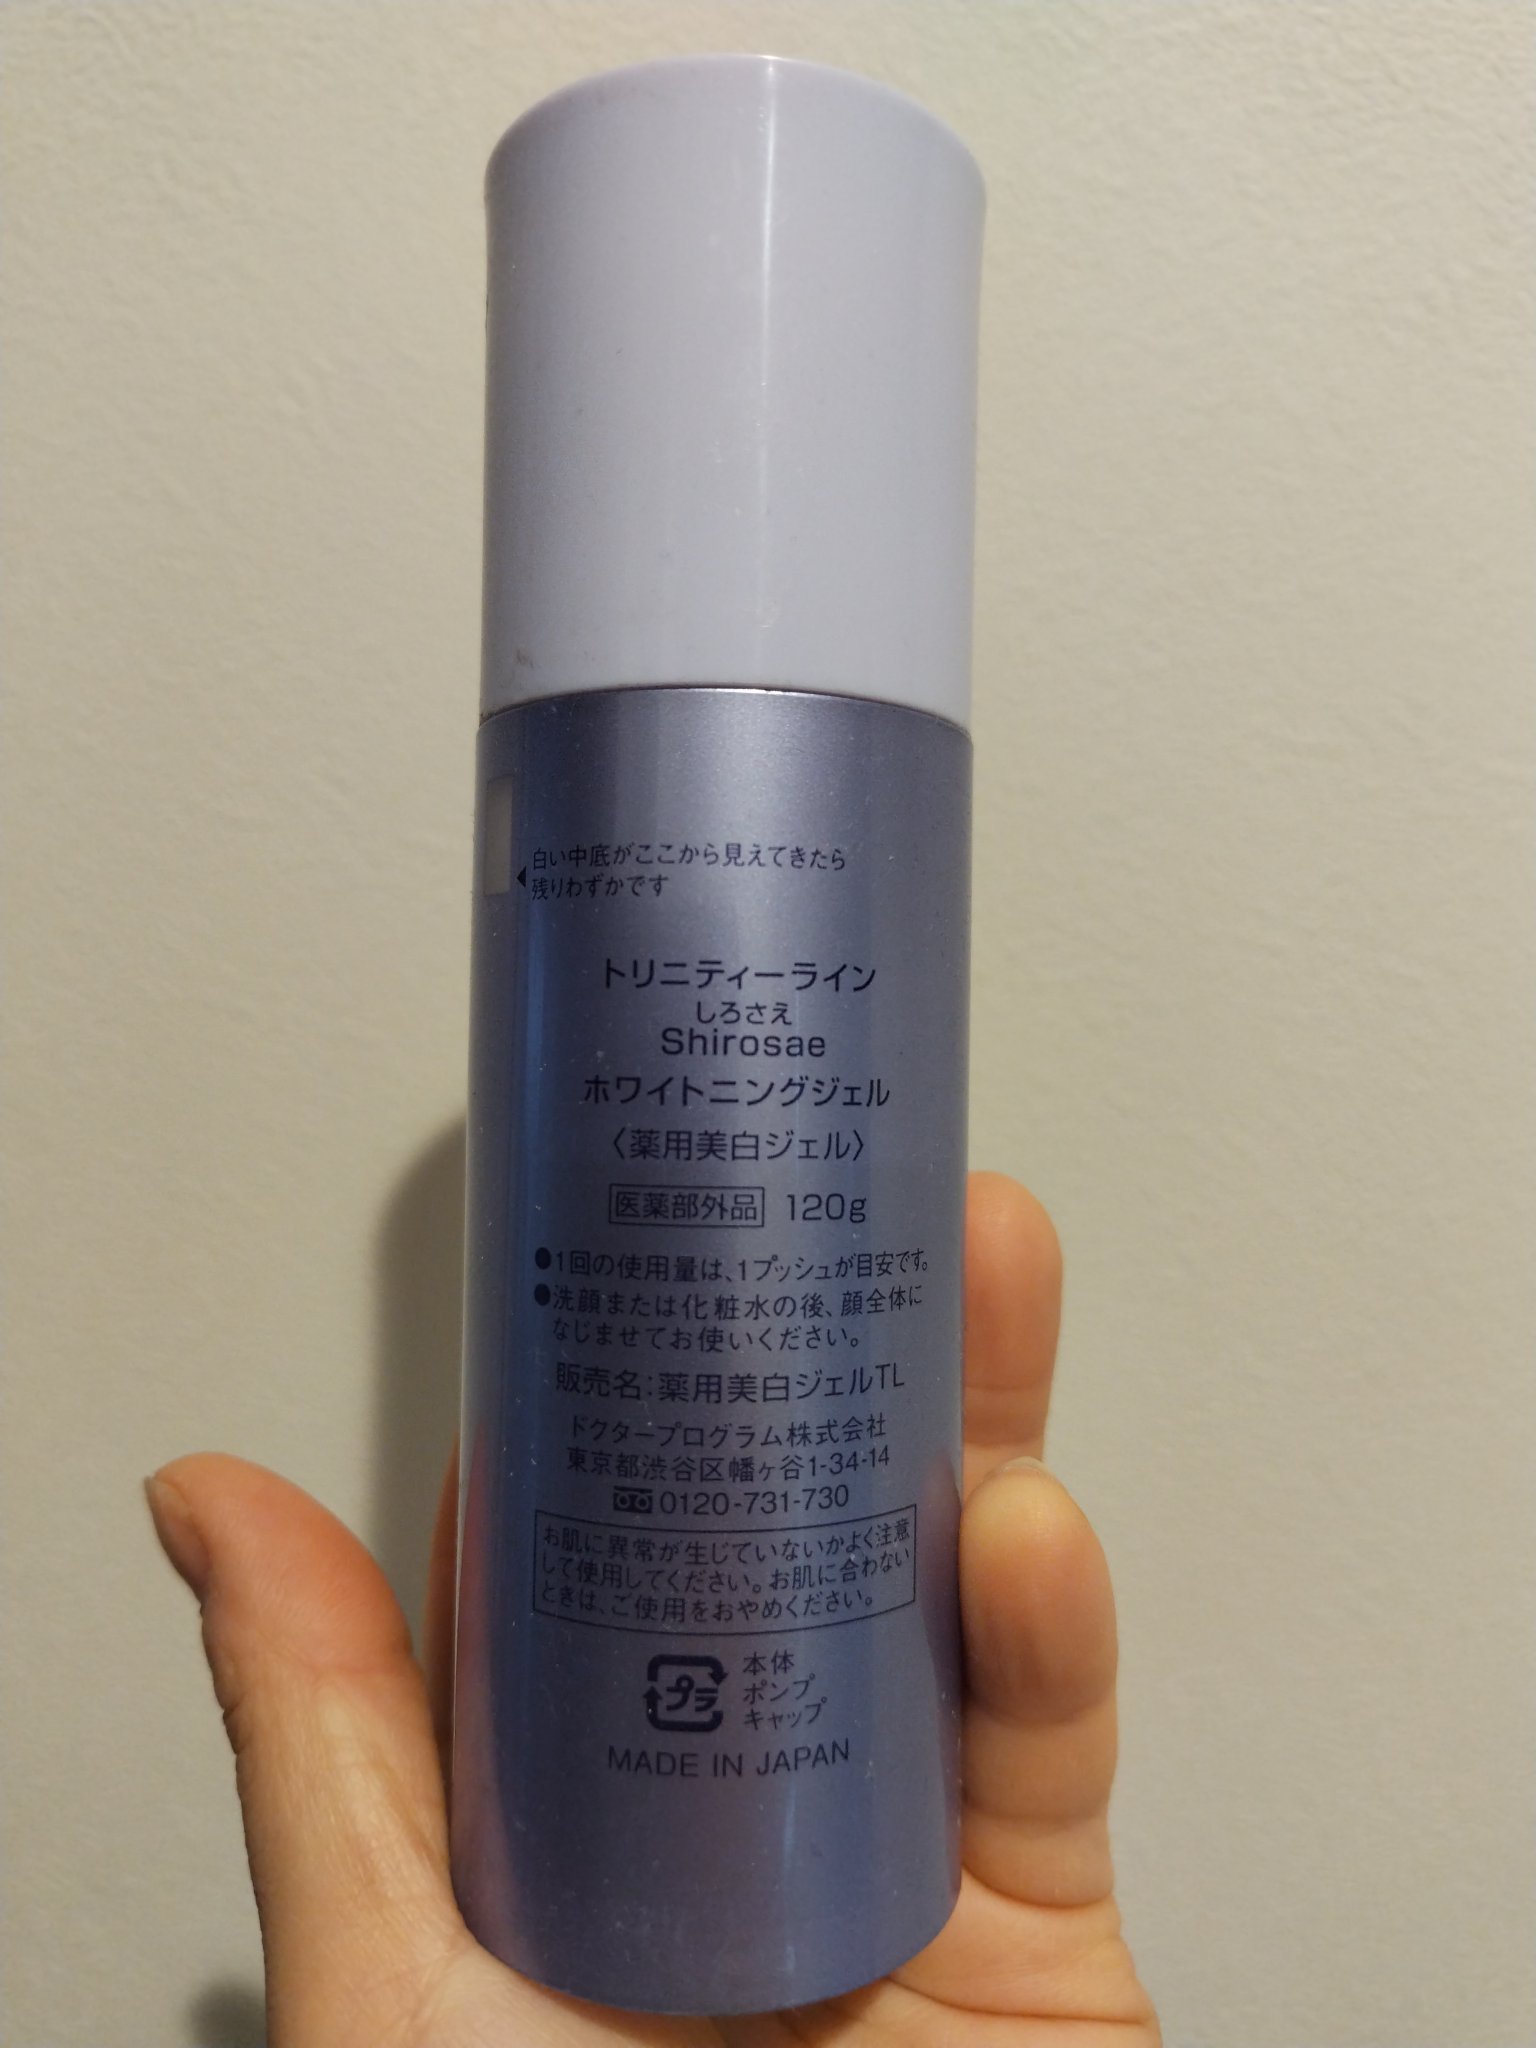 白い中底がここから見えてきたら
◀残りわずかです
トリニティーライン
しろさえ
Shirosae
ホワイトニングジェル
〈薬用美白ジェル〉
医薬部外品 120g
●1回の使用量は、1プッシュが目安です。
●洗顔または化粧水の後、顔全体に
なじませてお使いください。
販売名:薬用美白ジェルTL
ドクタープログラム株式会社
東京都渋谷区幡ヶ谷1-34-14
0120-731-730
お肌に異常が生じていないかよく注意
して使用してください。お肌に合わない
ときは、ご使用をおやめください。
プラ
本体
ポンプ
キャップ
MADE IN JAPAN